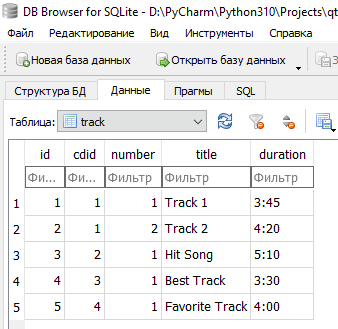 DB Browser for SQLite - D:\PyCharm\Python310\Projects\qt
Файл Редактирование Вид Инструменты Справка
Новая база данных Открыть базу данных
Структура БД Данные Прагмы SQL
Таблица: track
id cdid number title duration
Фи... Фи... Фильтр Фильтр Фильтр
1 1 1 1 Track 1 3:45
2 2 1 2 Track 2 4:20
3 3 2 1 Hit Song 5:10
4 4 3 1 Best Track 3:30
5 5 4 1 Favorite Track 4:00